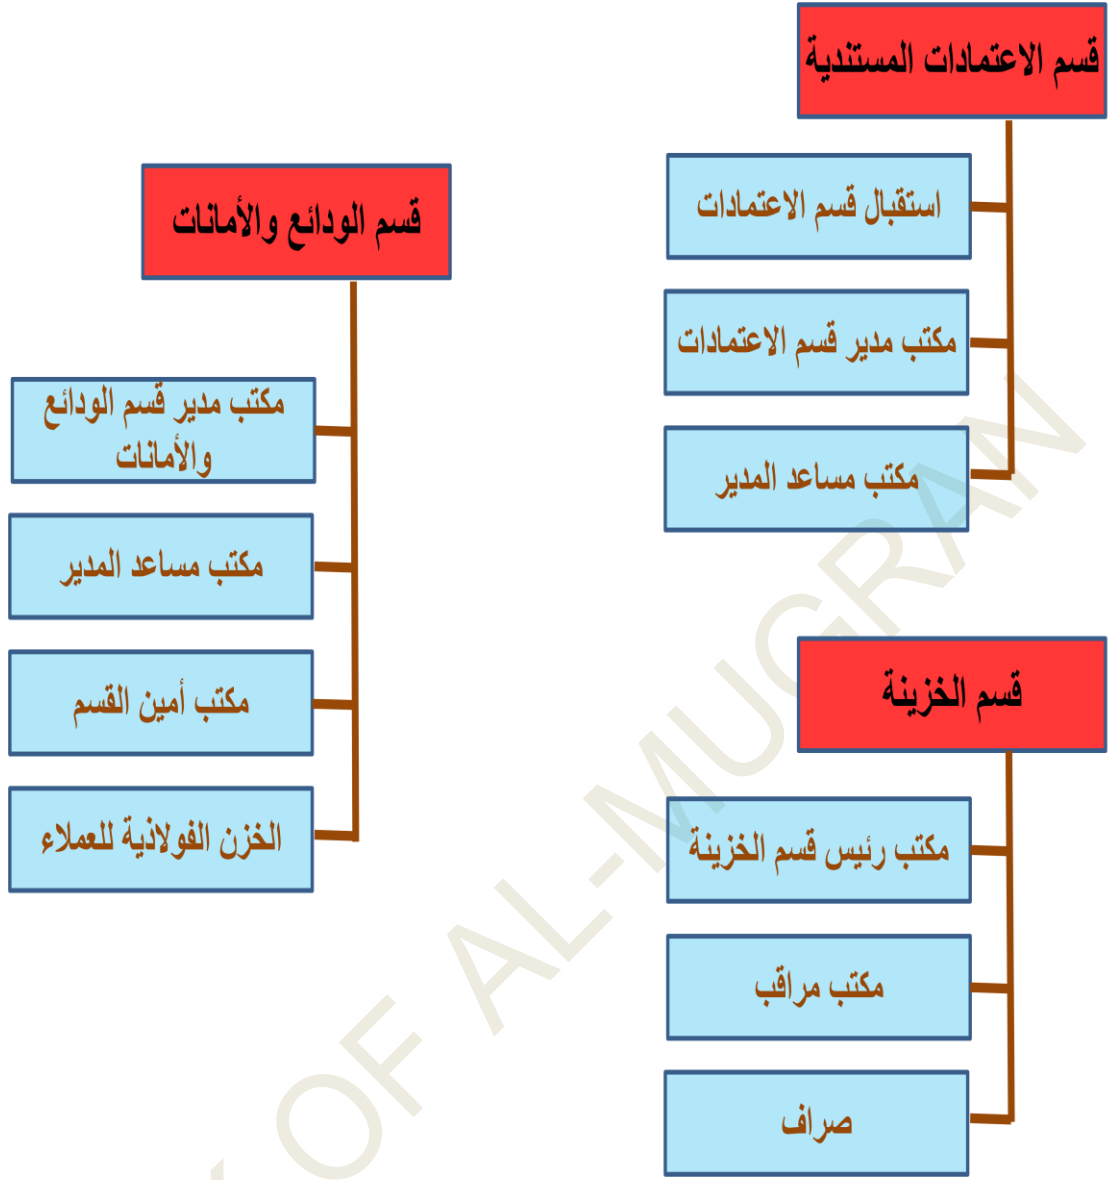 قسم الاعتمادات المستندية
استقبال قسم الاعتمادات
مكتب مدير قسم الاعتمادات
مكتب مساعد المدير
قسم الودائع والأمانات
مكتب مدير قسم الودائع
والأمانات
مكتب مساعد المدير
مكتب أمين القسم
الخزن الفولاذية للعملاء
قسم الخزينة
مكتب رئيس قسم الخزينة
مكتب مراقب
صراف
OF AL-MUGRAN